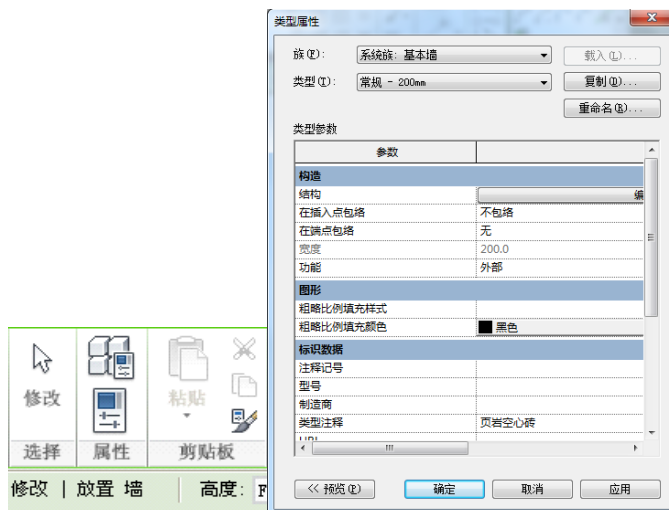 类型属性
族(F): 系统族: 基本墙 载入(L)...
类型(T): 常规 - 200mm 复制(D)...
重命名(R)...
类型参数
参数
构造
结构 编
在插入点包络 不包络
在端点包络 无
宽度 200.0
功能 外部
图形
粗略比例填充样式
粗略比例填充颜色 黑色
标识数据
注释记号
型号
制造商
类型注释 页岩空心砖
<< 预览(P) 确定 取消 应用
修改 粘贴
选择 属性 剪贴板
修改 | 放置 墙 高度: F